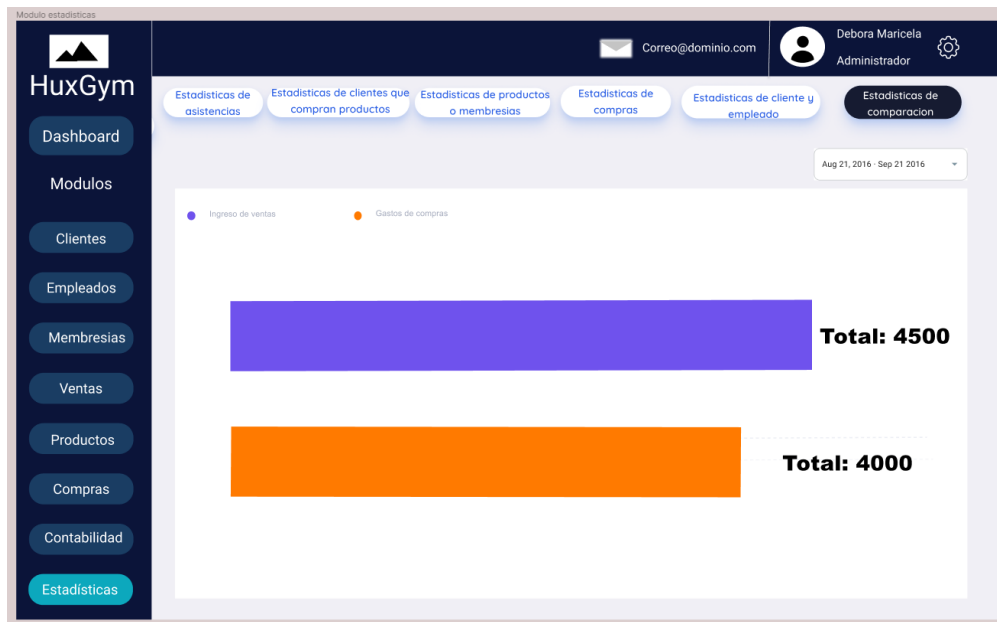 Modulo estadisticas
HuxGym
Correo@dominio.com
Debora Maricela
Administrador
Dashboard
Modulos
Clientes
Empleados
Membresias
Ventas
Productos
Compras
Contabilidad
Estadísticas
Estadisticas de
asistencias
Estadisticas de clientes que
compran productos
Estadisticas de productos
o membresias
Estadisticas de
compras
Estadisticas de cliente y
empleado
Estadisticas de
comparacion
Aug 21, 2016 - Sep 21 2016
Ingreso de ventas
Gastos de compras
Total: 4500
Total: 4000